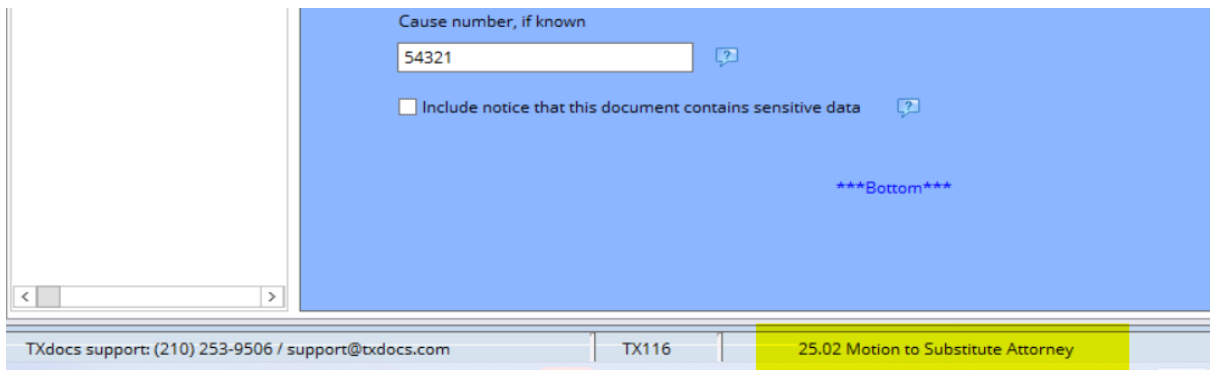 Cause number, if known
54321
Include notice that this document contains sensitive data
***Bottom***
TXdocs support: (210) 253-9506 / support@txdocs.com TX116 25.02 Motion to Substitute Attorney